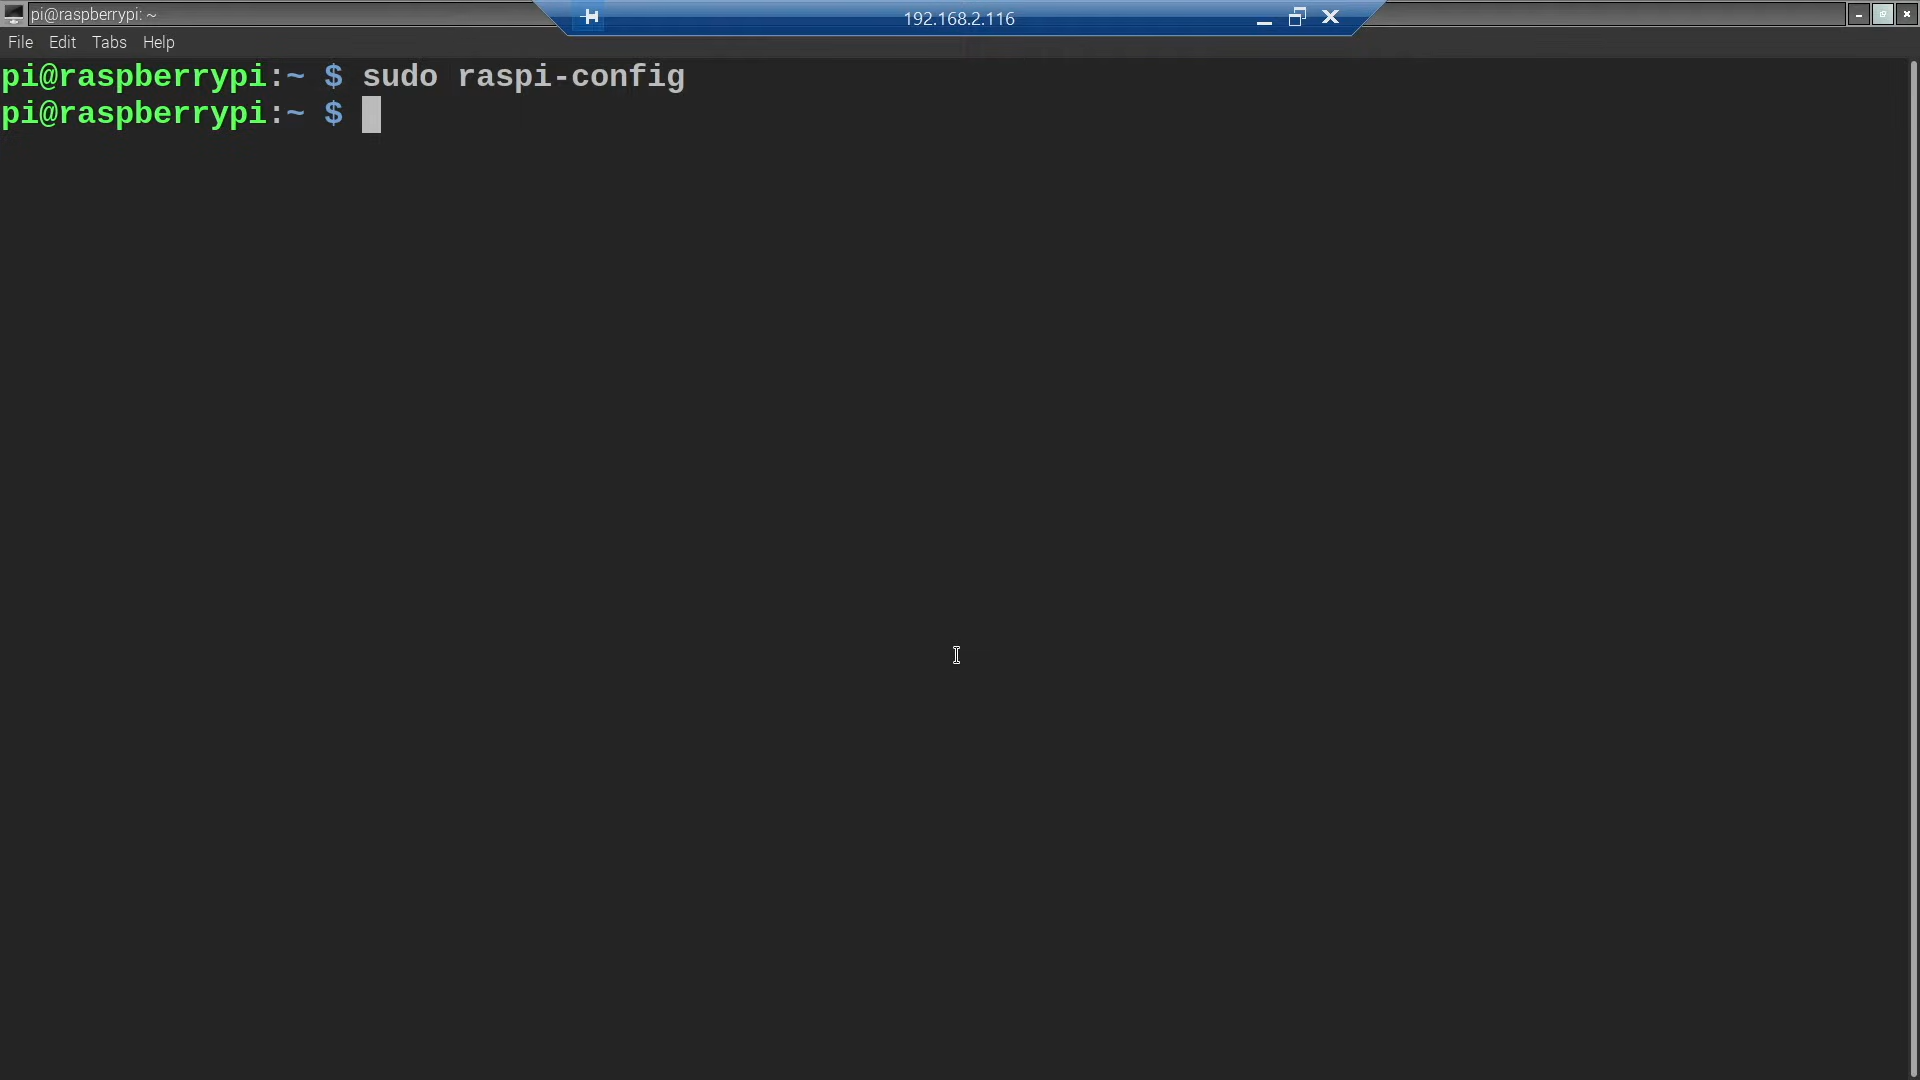 pi@raspberrypi: ~
192.168.2.116
File Edit Tabs Help
pi@raspberrypi:~ $ sudo raspi-config
pi@raspberrypi:~ $